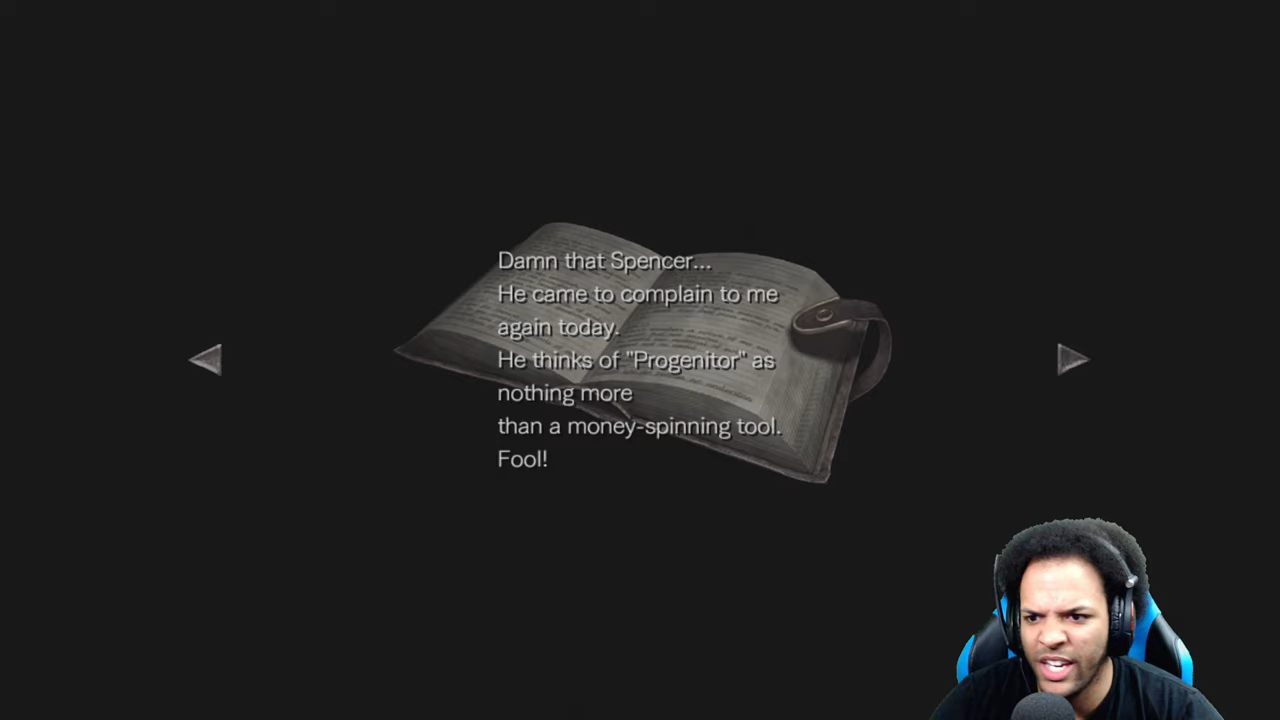 Damn that Spencer...
He came to complain to me
again today.
He thinks of "Progenitor" as
nothing more
than a money-spinning tool.
Fool!